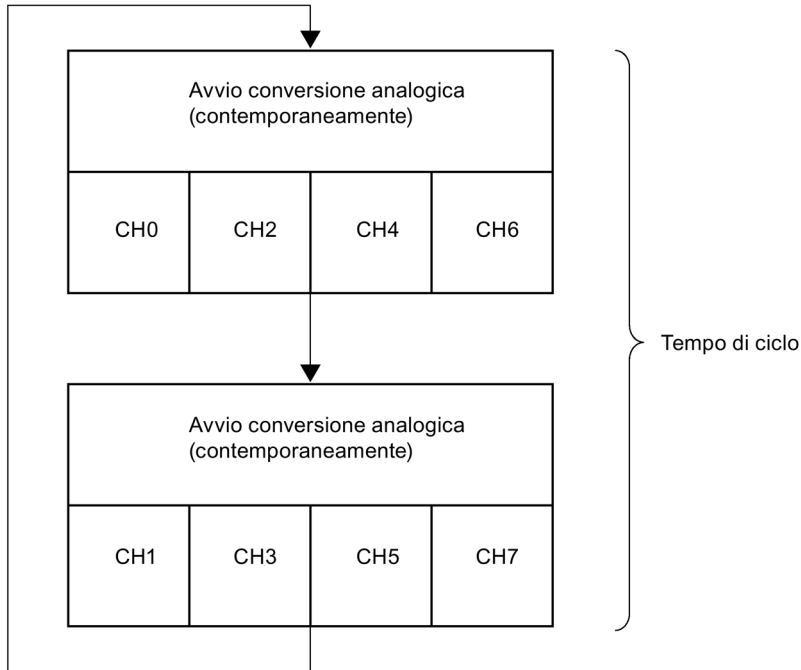 Avvio conversione analogica
(contemporaneamente)
CH0 CH2 CH4 CH6
Tempo di ciclo
Avvio conversione analogica
(contemporaneamente)
CH1 CH3 CH5 CH7